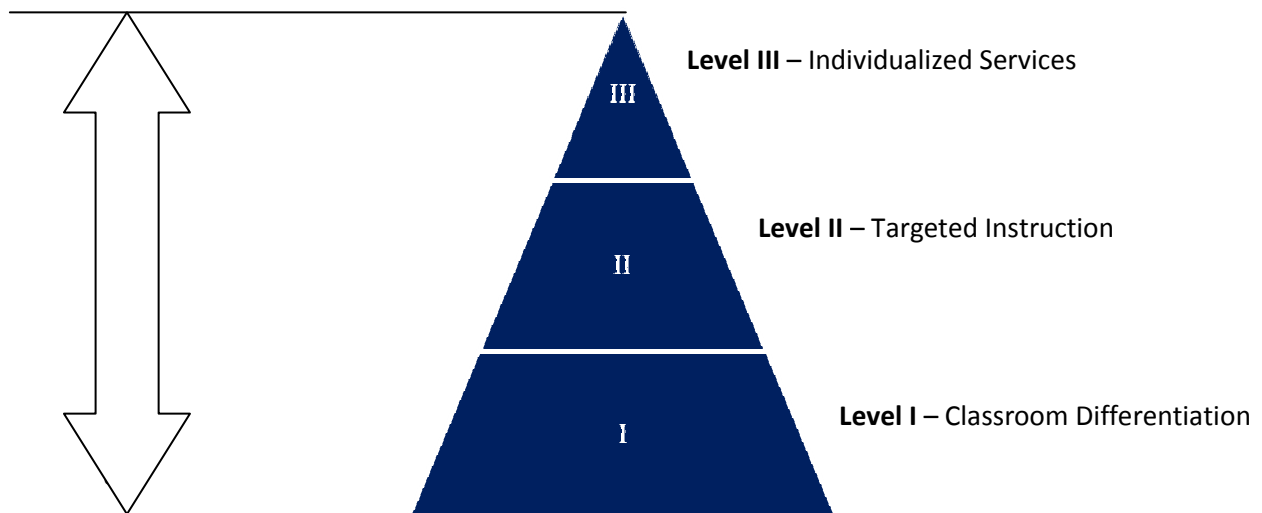 Level III – Individualized Services
III
Level II – Targeted Instruction
II
Level I – Classroom Differentiation
I